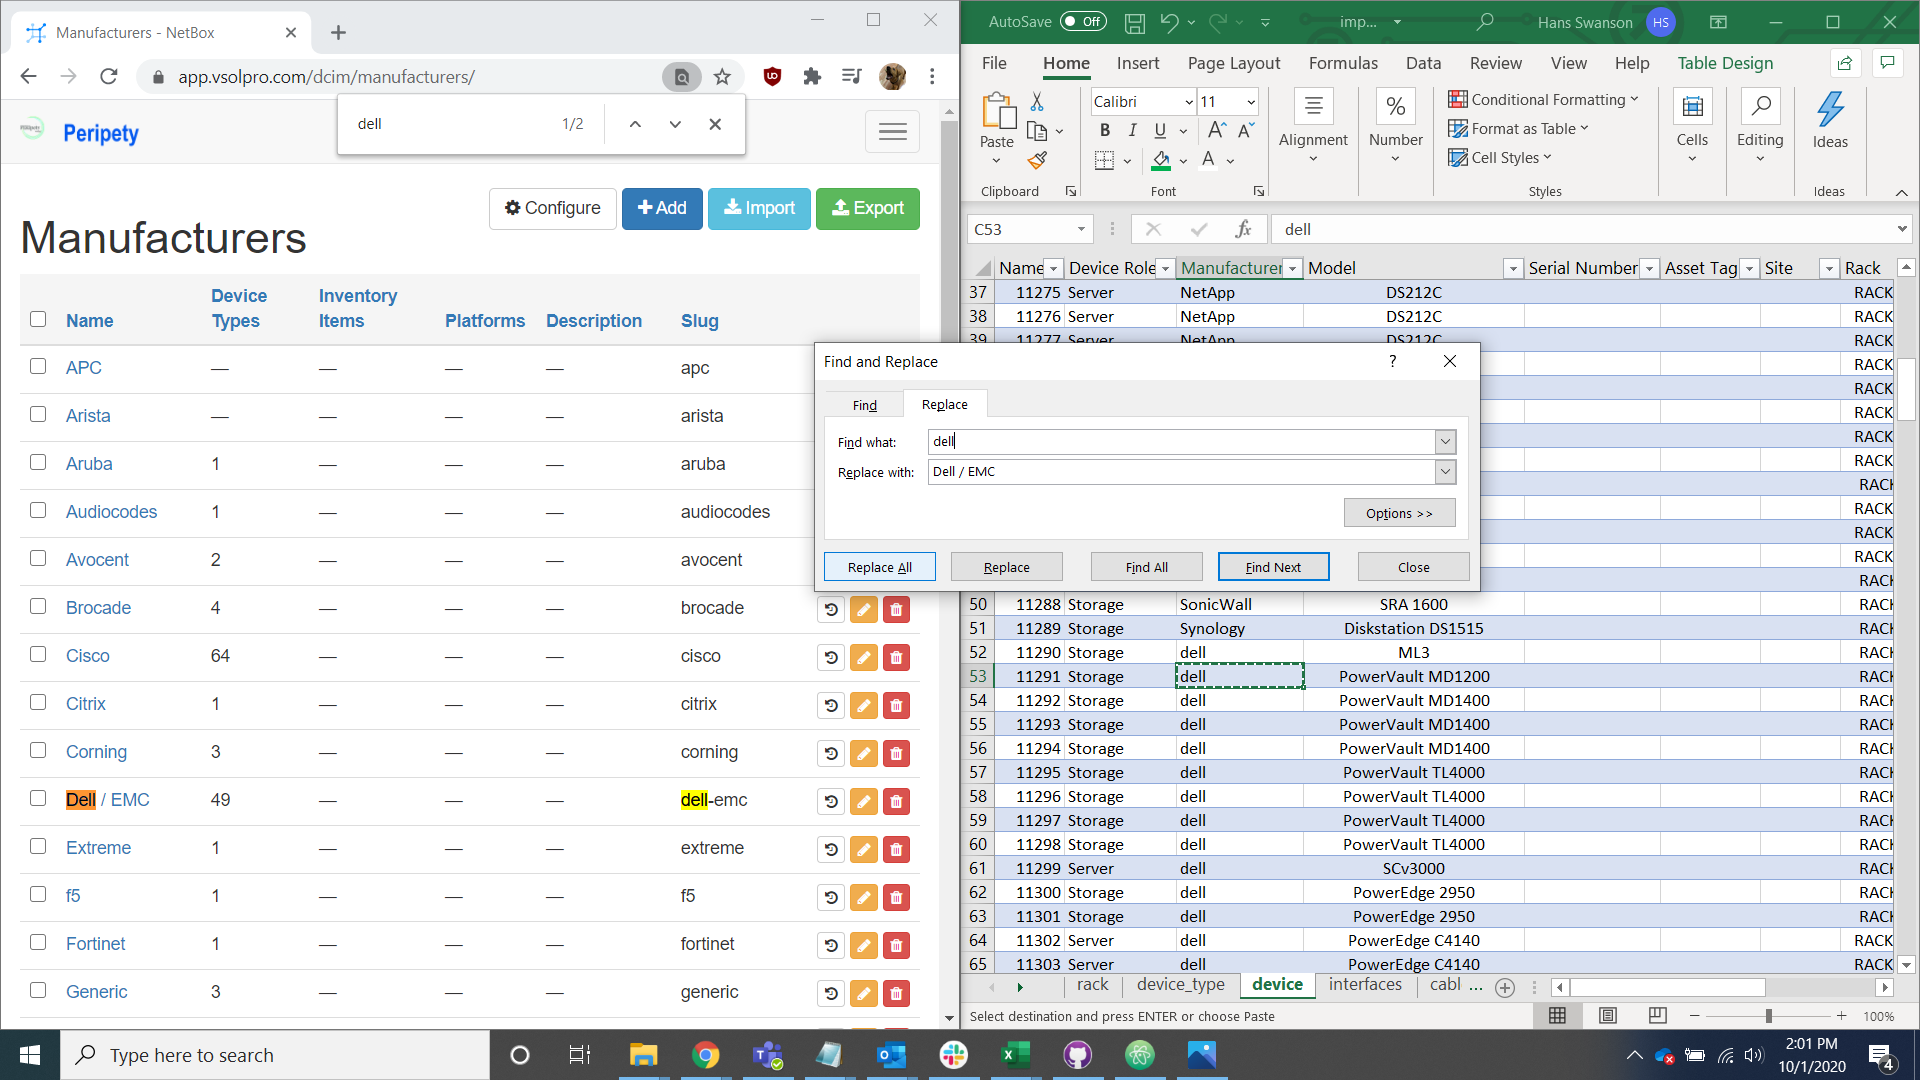 Manufacturers - NetBox
app.vsolpro.com/dcim/manufacturers/
dell 1/2
Peripety
Configure Add Import Export
Manufacturers
Name Device Types Inventory Items Platforms Description Slug
APC — — — — apc
Arista — — — — arista
Aruba 1 — — — aruba
Audiocodes 1 — — — audiocodes
Avocent 2 — — — avocent
Brocade 4 — — — brocade
Cisco 64 — — — cisco
Citrix 1 — — — citrix
Corning 3 — — — corning
Dell / EMC 49 — — — dell-emc
Extreme 1 — — — extreme
f5 1 — — — f5
Fortinet 1 — — — fortinet
Generic 3 — — — generic
AutoSave Off imp... Hans Swanson HS
File Home Insert Page Layout Formulas Data Review View Help Table Design
Paste Calibri 11 B I U Alignment Number % Conditional Formatting Format as Table Cell Styles Cells Editing Ideas
Clipboard Font Styles Ideas
C53 fx dell
Name Device Role Manufacturer Model Serial Number Asset Tag Site Rack
37 11275 Server NetApp DS212C RACK
38 11276 Server NetApp DS212C RACK
39 11277 Server NetApp DS212C RACK
RACK
RACK
RACK
RACK
RACK
RACK
RACK
RACK
RACK
RACK
Find and Replace ?
Find Replace
Find what: dell
Replace with: Dell / EMC
Options >>
Replace All Replace Find All Find Next Close
50 11288 Storage SonicWall SRA 1600 RACK
51 11289 Storage Synology Diskstation DS1515 RACK
52 11290 Storage dell ML3 RACK
53 11291 Storage dell PowerVault MD1200 RACK
54 11292 Storage dell PowerVault MD1400 RACK
55 11293 Storage dell PowerVault MD1400 RACK
56 11294 Storage dell PowerVault MD1400 RACK
57 11295 Storage dell PowerVault TL4000 RACK
58 11296 Storage dell PowerVault TL4000 RACK
59 11297 Storage dell PowerVault TL4000 RACK
60 11298 Storage dell PowerVault TL4000 RACK
61 11299 Server dell SCv3000 RACK
62 11300 Storage dell PowerEdge 2950 RACK
63 11301 Storage dell PowerEdge 2950 RACK
64 11302 Server dell PowerEdge C4140 RACK
65 11303 Server dell PowerEdge C4140 RACK
rack device_type device interfaces cabl ...
Select destination and press ENTER or choose Paste 100%
Type here to search
2:01 PM
10/1/2020
4